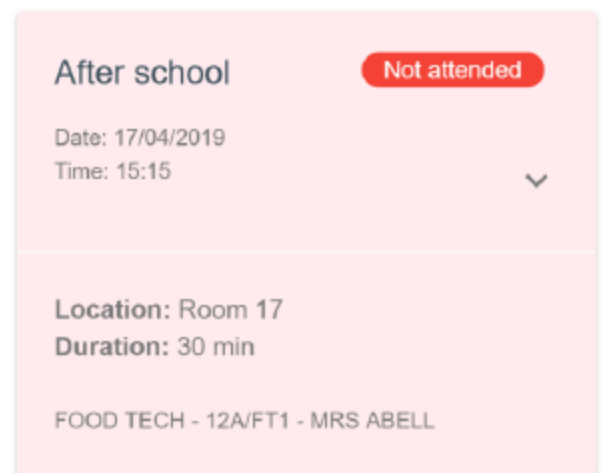 After school
Not attended
Date: 17/04/2019
Time: 15:15
Location: Room 17
Duration: 30 min
FOOD TECH - 12A/FT1 - MRS ABELL